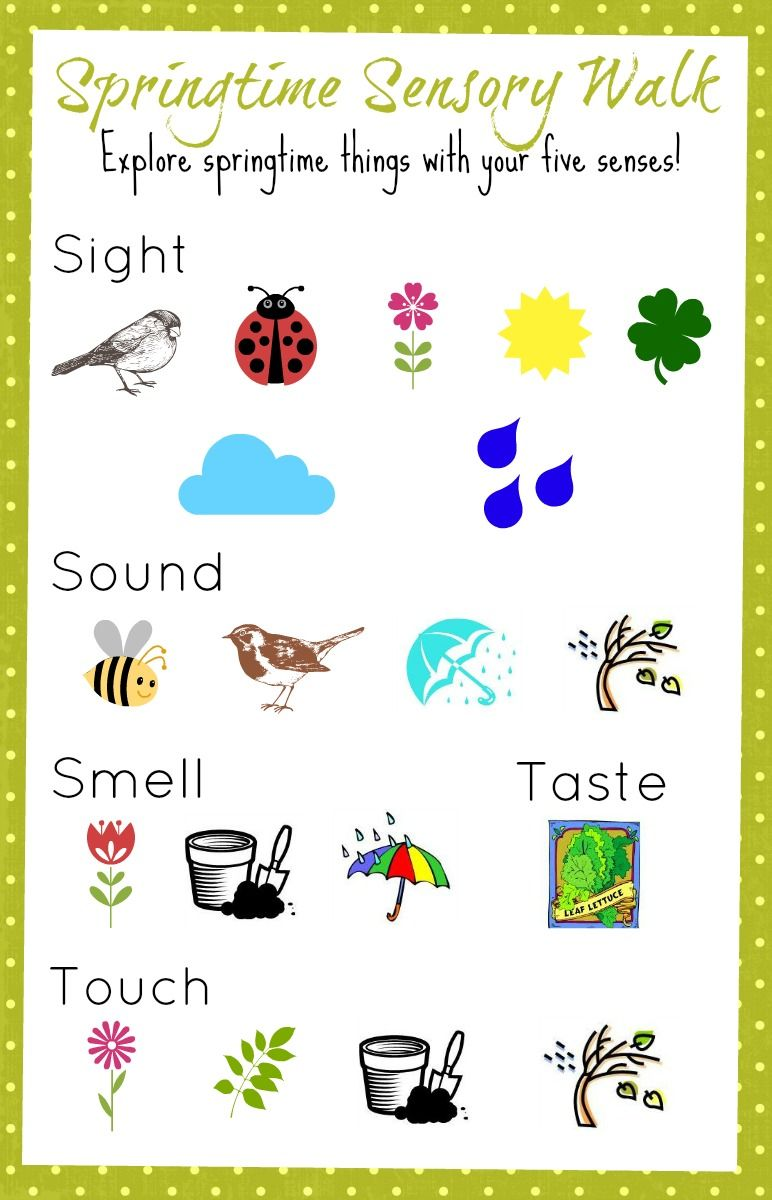 Springtime Sensory Walk
Explore springtime things with your five senses!
Sight
Sound
Smell
Taste
LEAF LETTUCE
Touch